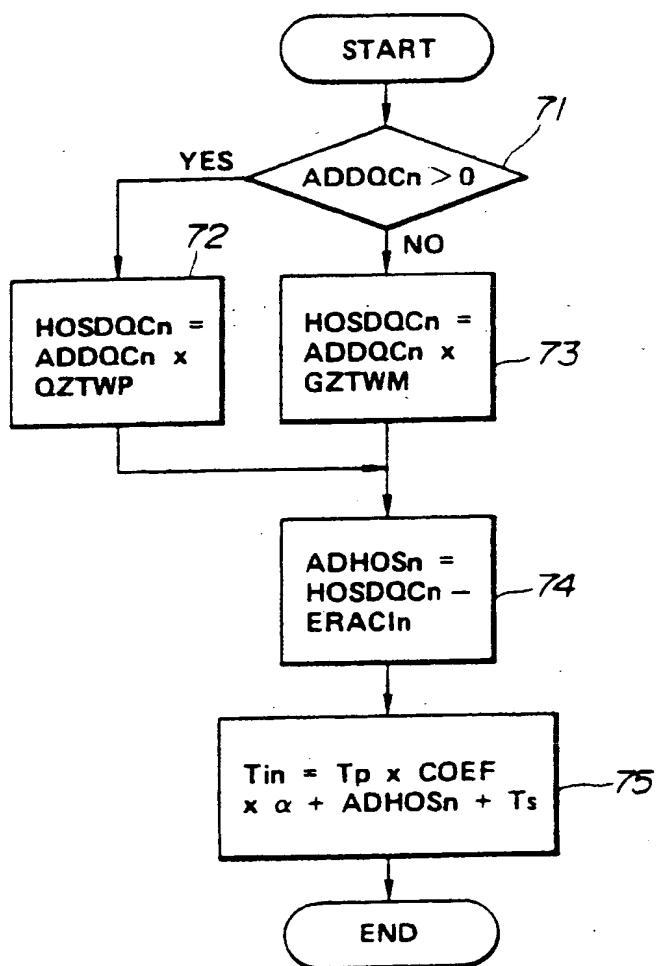 START
71
ADDQCn > 0
YES
NO
72
HOSDQCn =
ADDQCn x
QZTWP
HOSDQCn =
ADDQCn x
GZTWM
73
ADHOSn =
HOSDQCn –
ERACIn
74
Tin = Tp x COEF
x α + ADHOSn + Ts
75
END